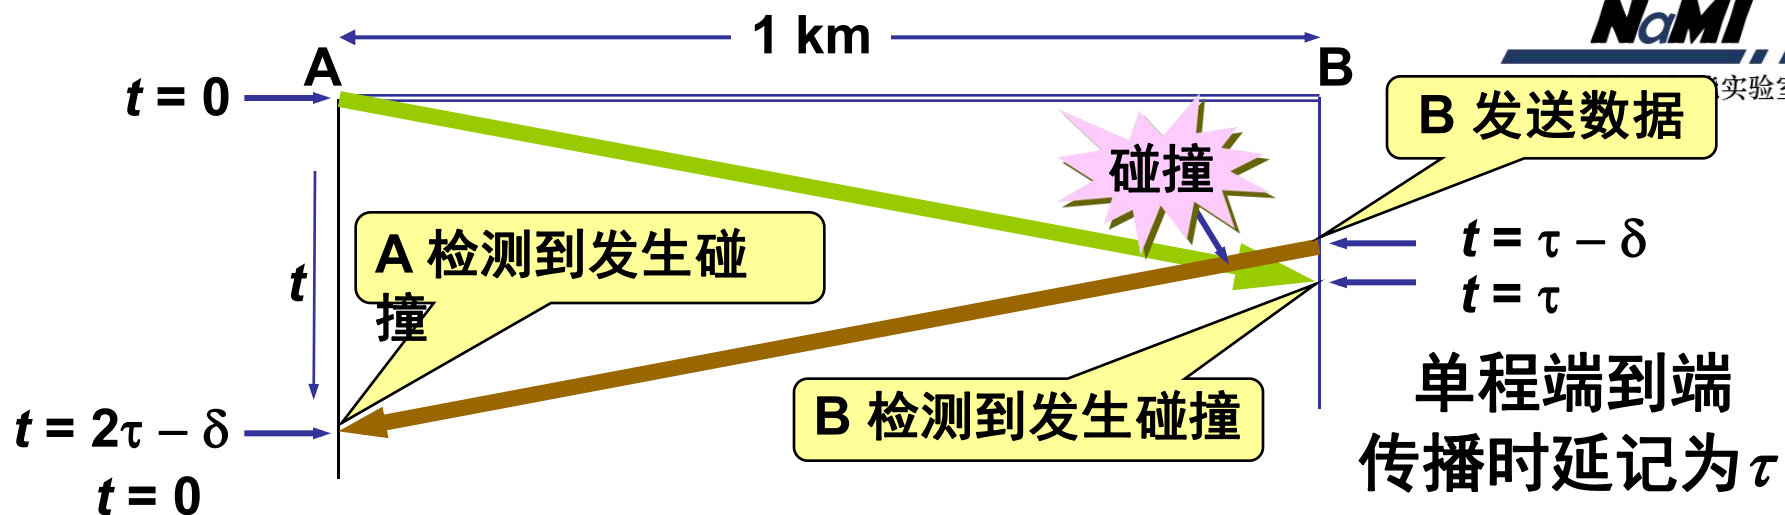 NaMI
1 km
A
B
t = 0
实验室
B 发送数据
碰撞
t = τ – δ
A 检测到发生碰
撞
t
t = τ
单程端到端
B 检测到发生碰撞
t = 2τ – δ
传播时延记为τ
t = 0